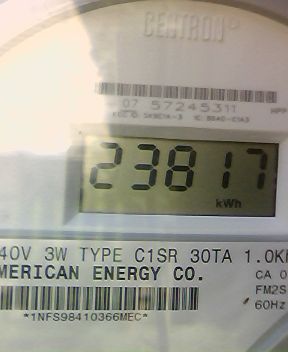 CENTRON
07 57245311
23817
kWh
40V 3W TYPE C1SR 30TA 1.0K
MERICAN ENERGY CO.
CA 0
FM2S
60Hz
*1NFS98410366MEC*